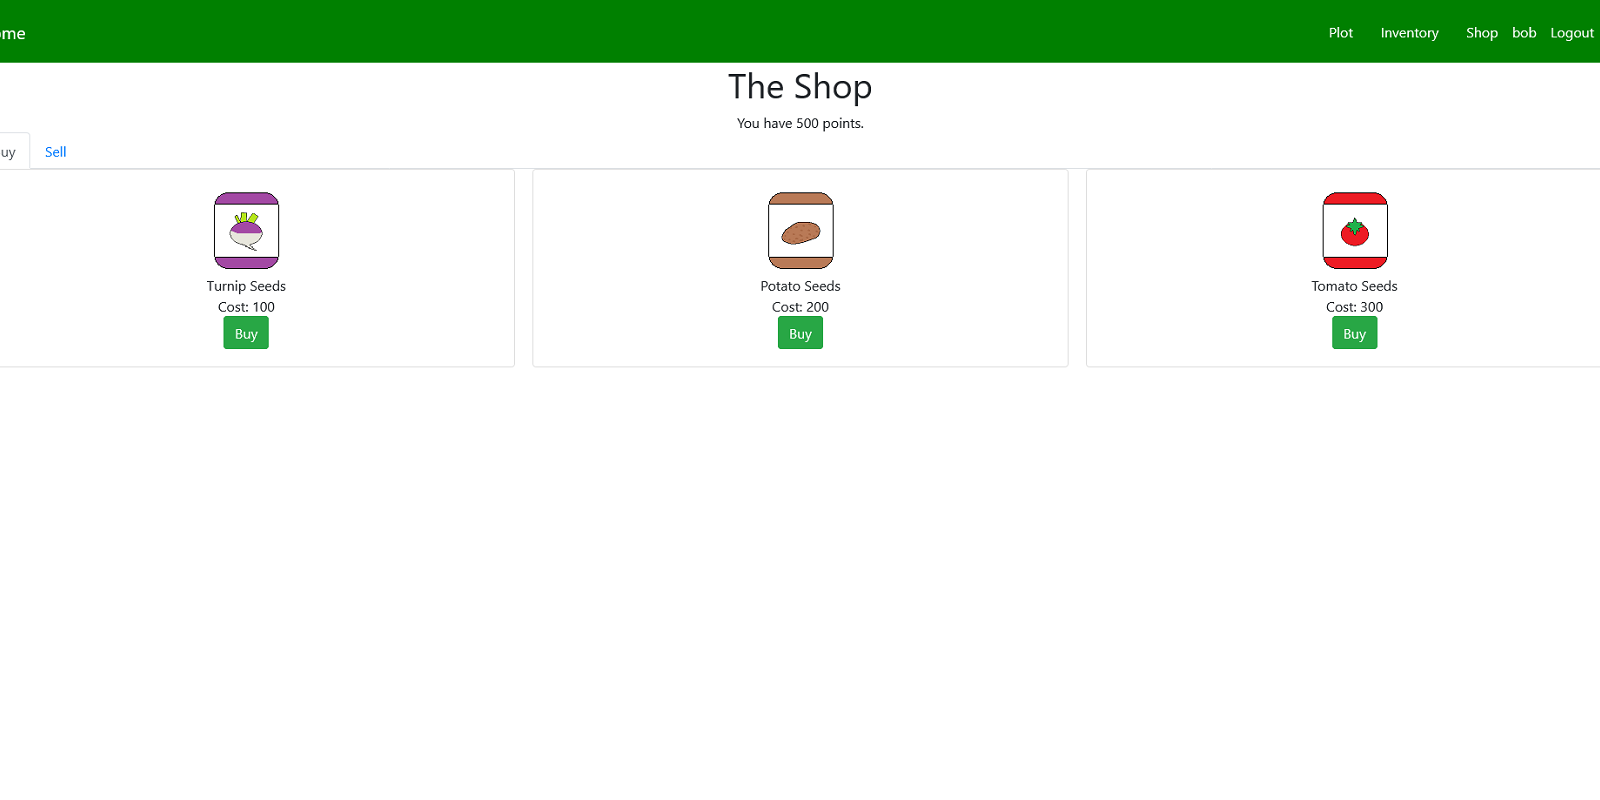 ome
Plot Inventory Shop bob Logout
The Shop
You have 500 points.
uy Sell
Turnip Seeds
Cost: 100
Buy
Potato Seeds
Cost: 200
Buy
Tomato Seeds
Cost: 300
Buy